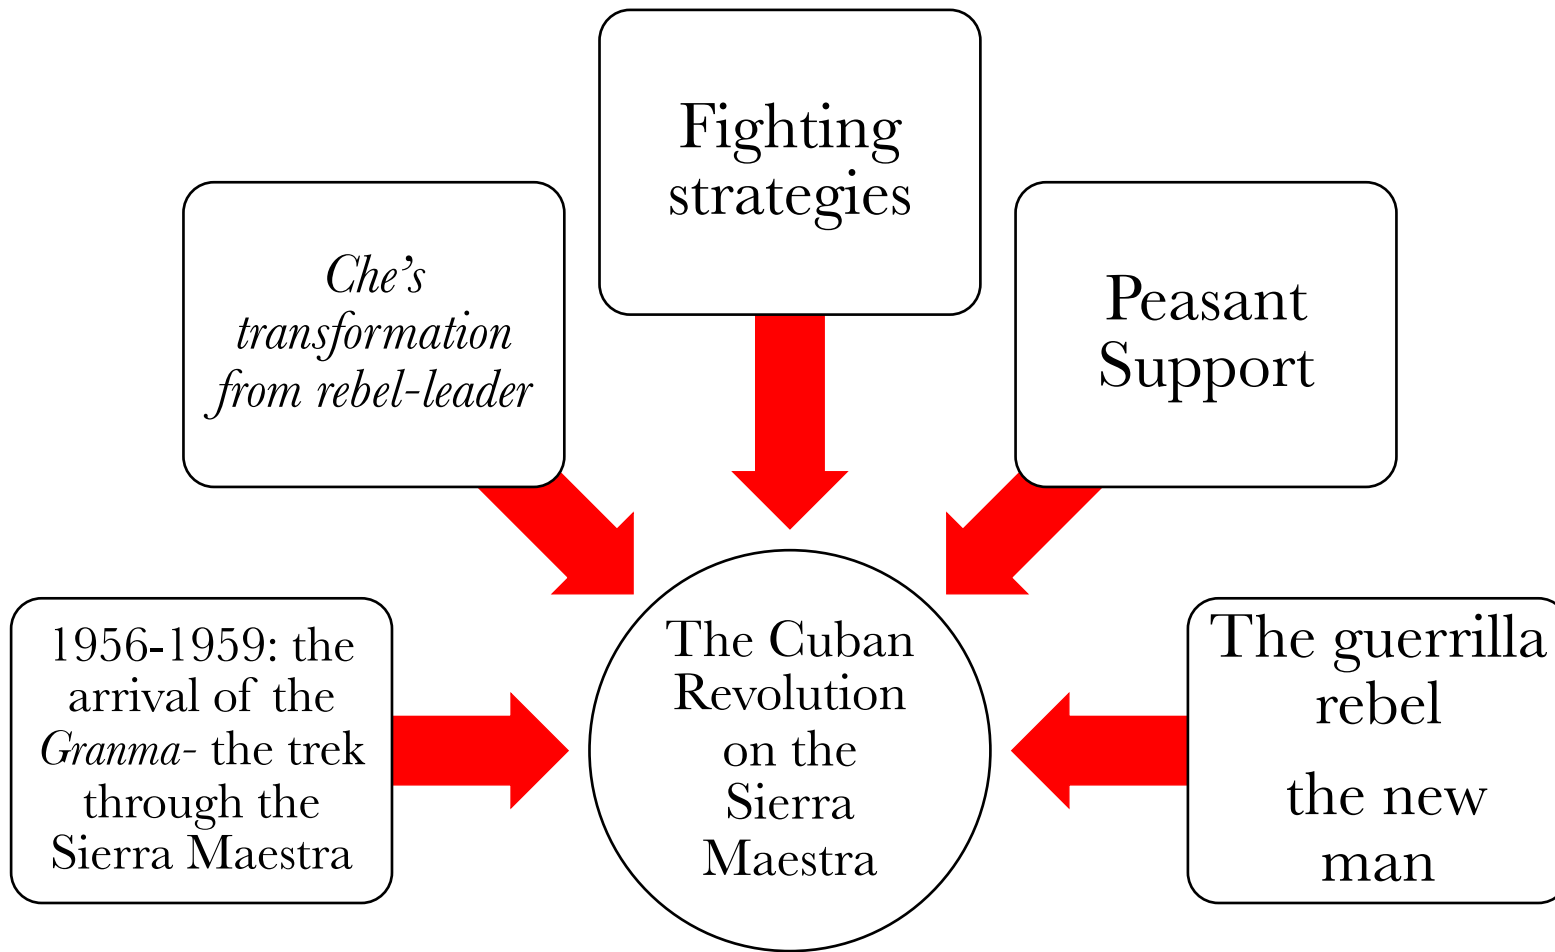 Fighting
strategies
Che’s
transformation
from rebel-leader
Peasant
Support
1956-1959: the
arrival of the
Granma- the trek
through the
Sierra Maestra
The Cuban
Revolution
on the
Sierra
Maestra
The guerrilla
rebel
the new
man